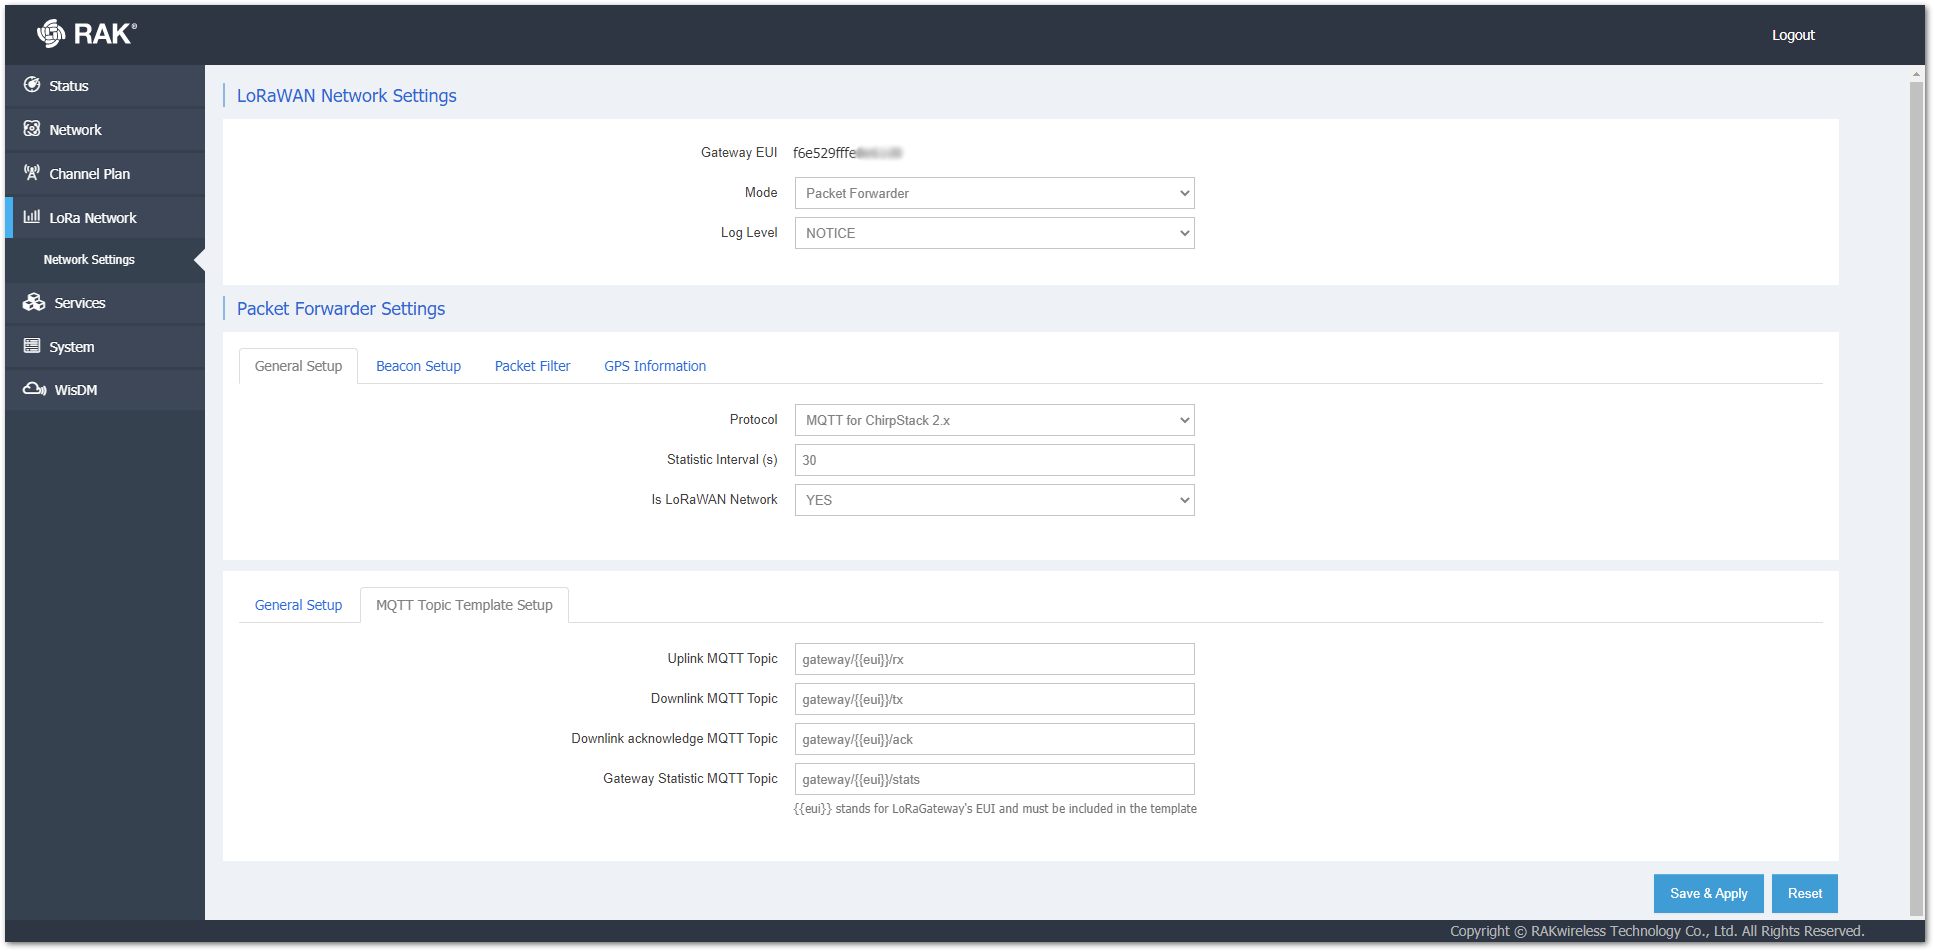 RAK®
Logout
Status
Network
Channel Plan
LoRa Network
Network Settings
Services
System
WisDM
LoRaWAN Network Settings
Gateway EUI f6e529fffe
Mode Packet Forwarder
Log Level NOTICE
Packet Forwarder Settings
General Setup Beacon Setup Packet Filter GPS Information
Protocol MQTT for ChirpStack 2.x
Statistic Interval (s) 30
Is LoRaWAN Network YES
General Setup MQTT Topic Template Setup
Uplink MQTT Topic gateway/{{eui}}/rx
Downlink MQTT Topic gateway/{{eui}}/tx
Downlink acknowledge MQTT Topic gateway/{{eui}}/ack
Gateway Statistic MQTT Topic gateway/{{eui}}/stats
{{eui}} stands for LoRaGateway's EUI and must be included in the template
Save & Apply Reset
Copyright © RAKwireless Technology Co., Ltd. All Rights Reserved.